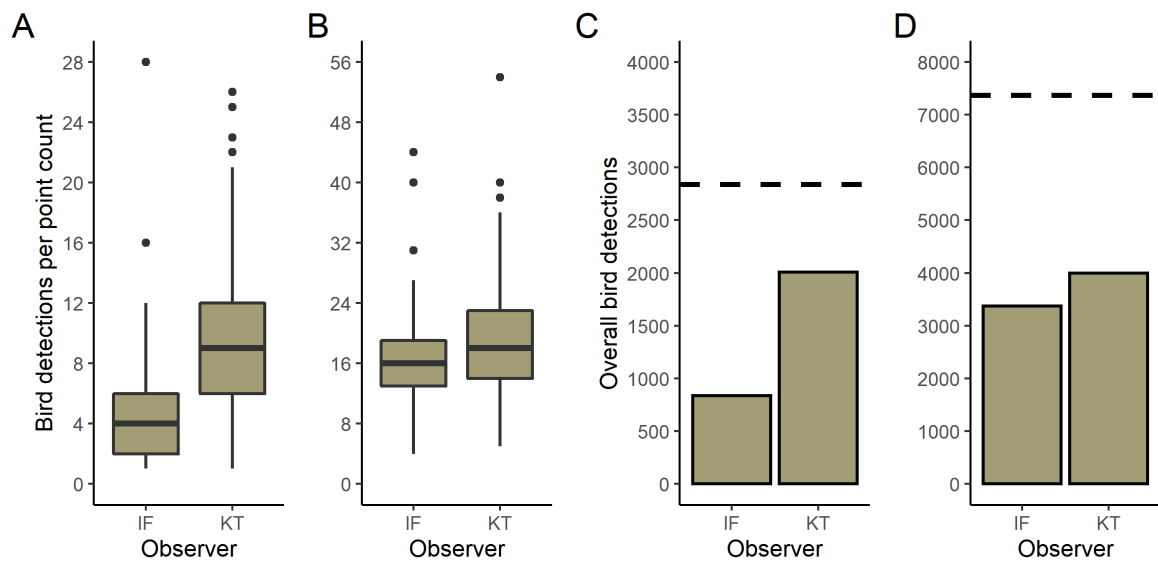 A
Bird detections per point count
28
24
20
16
12
8
4
0
IF KT
Observer
B
56
48
40
32
24
16
8
0
IF KT
Observer
C
Overall bird detections
4000
3500
3000
2500
2000
1500
1000
500
0
IF KT
Observer
D
8000
7000
6000
5000
4000
3000
2000
1000
0
IF KT
Observer